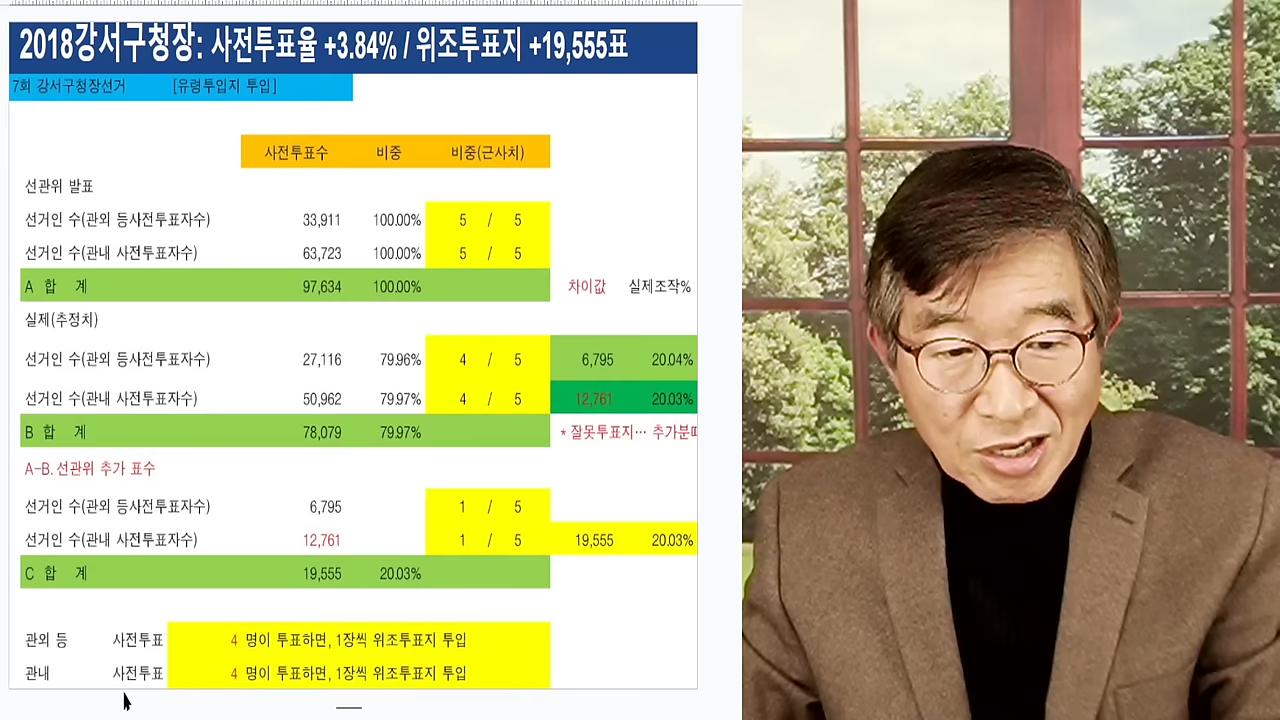 2018강서구청장: 사전투표율 +3.84% / 위조투표지 +19,555표
7회 강서구청장선거 [유령투입지 투입]
사전투표수 비중 비중(근사치)
선관위 발표
선거인 수(관외 등사전투표자수) 33,911 100.00% 5 / 5
선거인 수(관내 사전투표자수) 63,723 100.00% 5 / 5
A 합 계 97,634 100.00% 차이값 실제조작%
실제(추정치)
선거인 수(관외 등사전투표자수) 27,116 79.96% 4 / 5 6,795 20.04%
선거인 수(관내 사전투표자수) 50,962 79.97% 4 / 5 12,761 20.03%
B 합 계 78,079 79.97% * 잘못투표지… 추가분
A-B. 선관위 추가 표수
선거인 수(관외 등사전투표자수) 6,795 1 / 5
선거인 수(관내 사전투표자수) 12,761 1 / 5 19,555 20.03%
C 합 계 19,555 20.03%
관외 등 사전투표 4 명이 투표하면, 1장씩 위조투표지 투입
관내 사전투표 4 명이 투표하면, 1장씩 위조투표지 투입